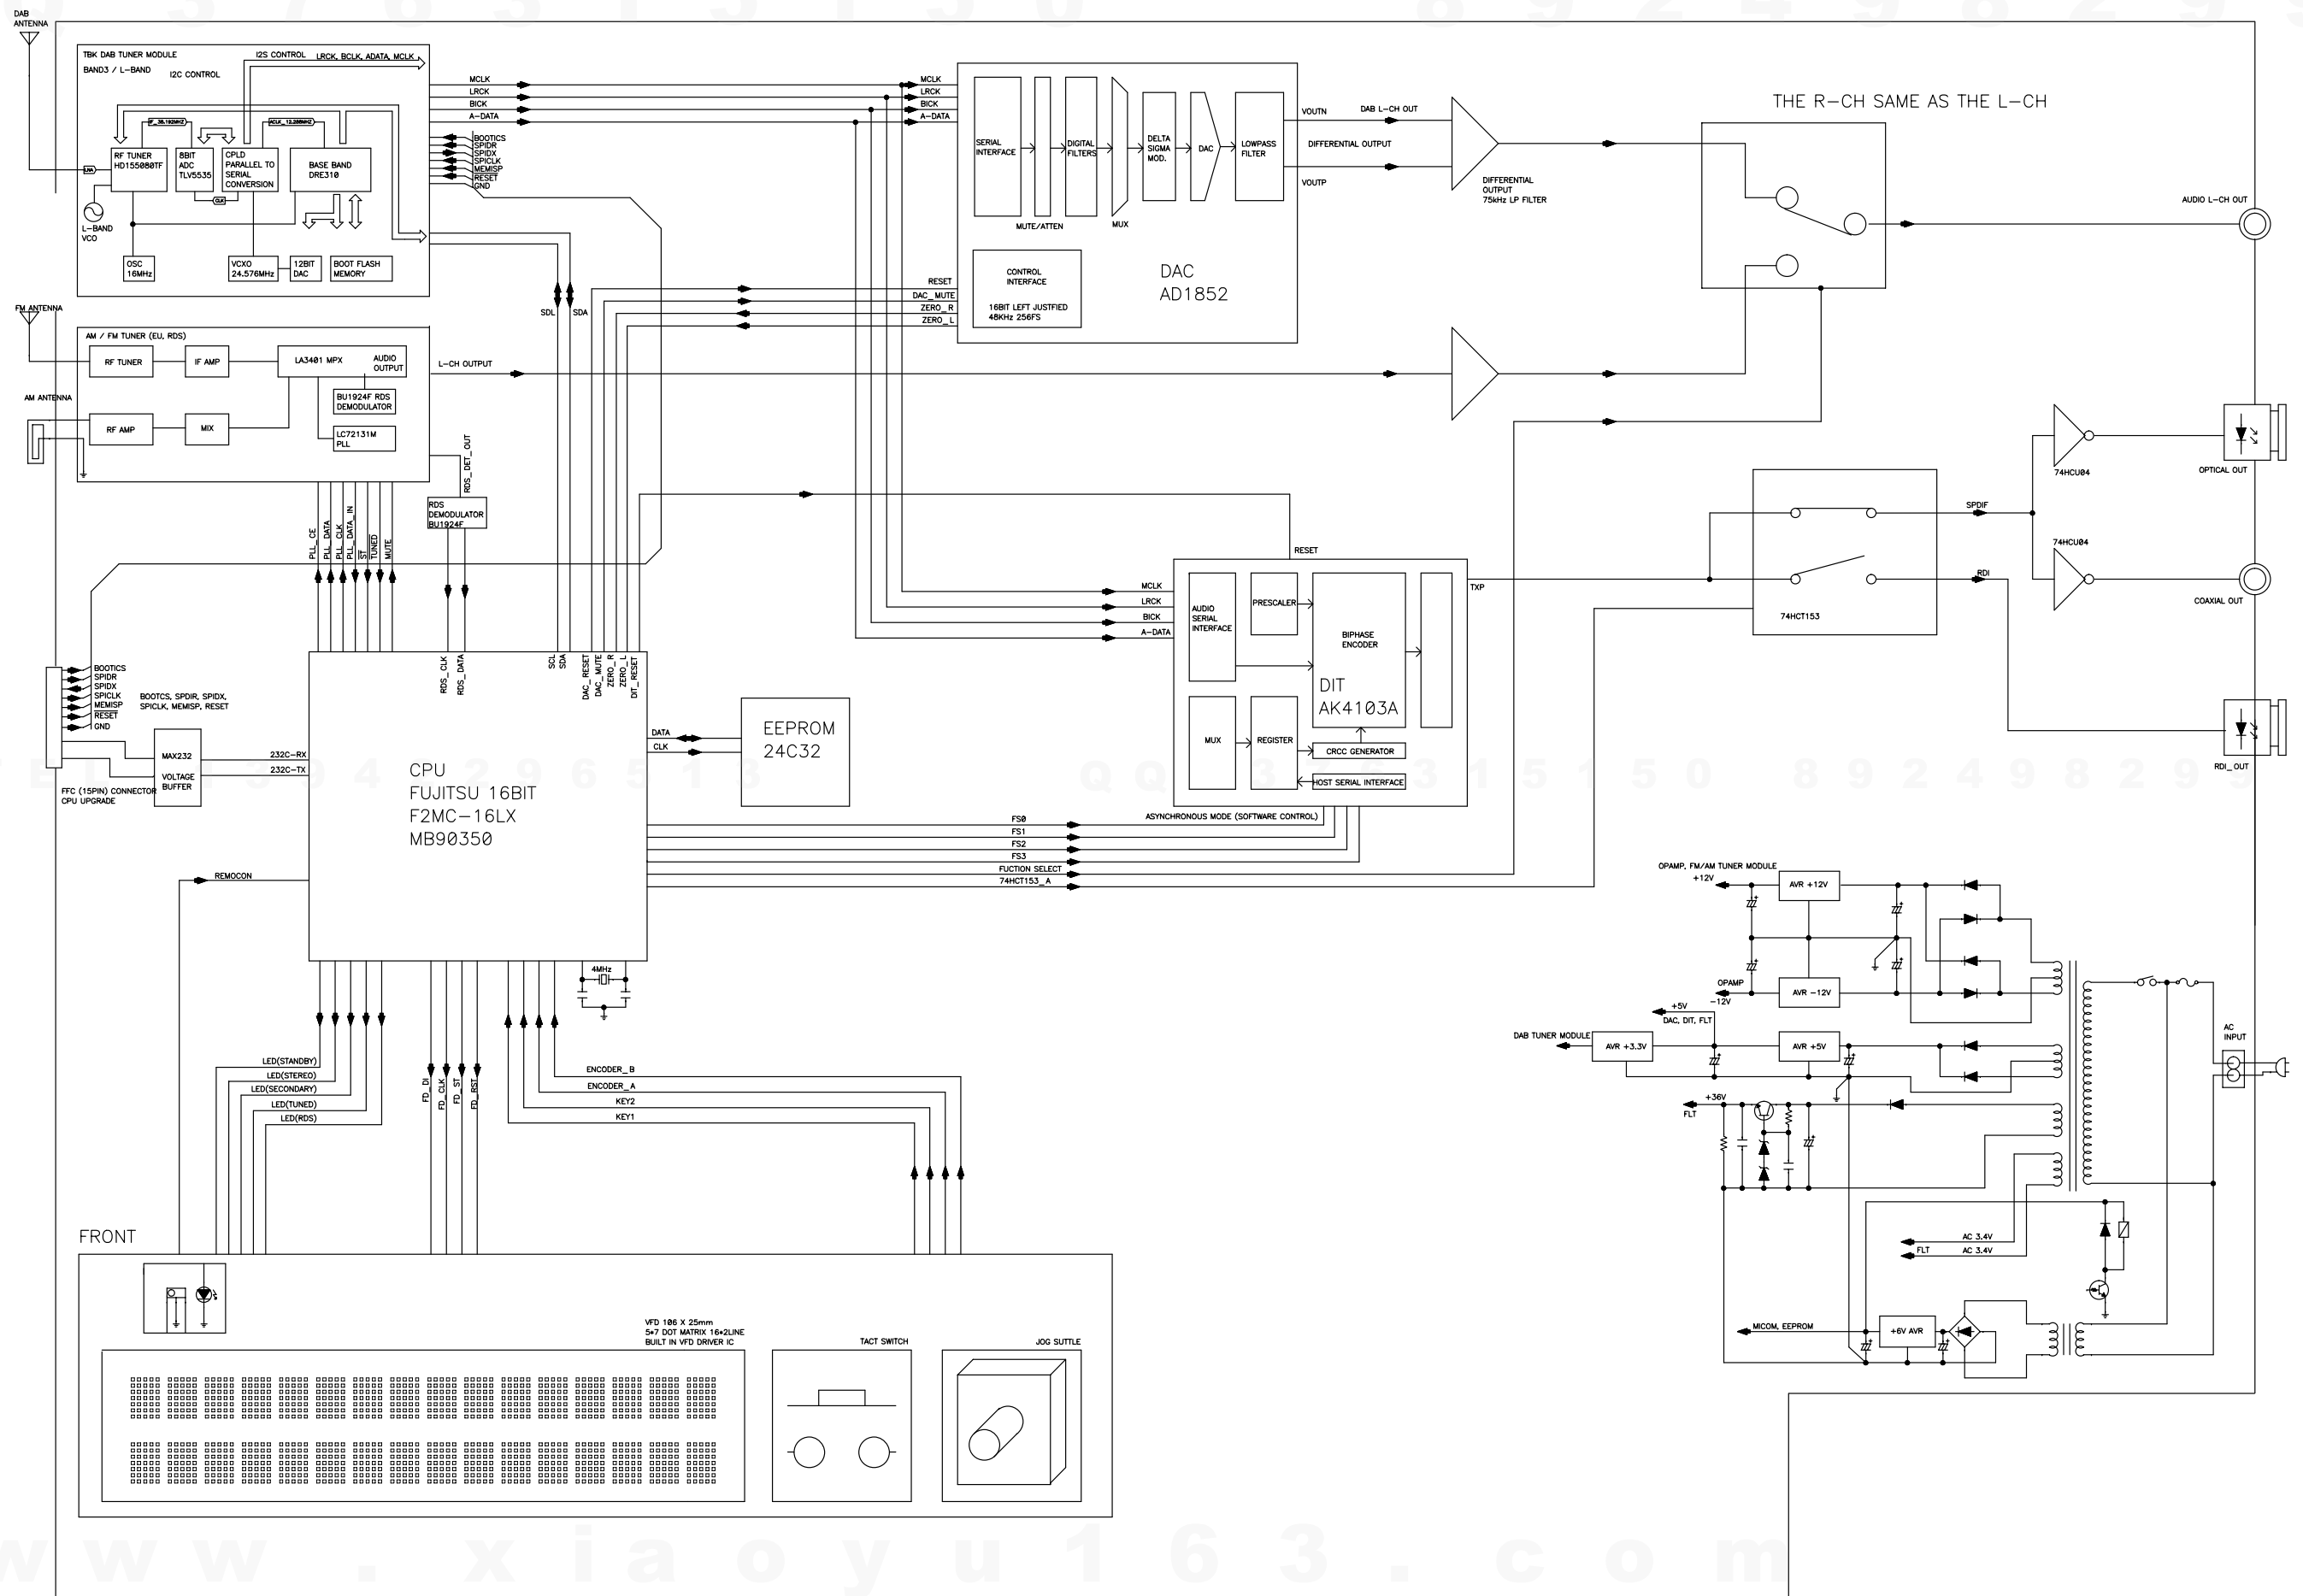 DAB
ANTENNA
TBK DAB TUNER MODULE
BAND3 / L-BAND
I2C CONTROL
I2S CONTROL
LRCK, BCLK, ADATA, MCLK
IF_38.192MHZ
ACLK_12.288MHZ
RF TUNER
HD155080TF
8BIT
ADC
TLV5535
CPLD
PARALLEL TO
SERIAL
CONVERSION
BASE BAND
DRE310
LNA
CLK
L-BAND
VCO
OSC
16MHz
VCXO
24.576MHz
12BIT
DAC
BOOT FLASH
MEMORY
MCLK
LRCK
BICK
A-DATA
BOOTICS
SPIDR
SPIDX
SPICLK
MEMISP
RESET
GND
MCLK
LRCK
BICK
A-DATA
SERIAL
INTERFACE
DIGITAL
FILTERS
DELTA
SIGMA
MOD.
DAC
LOWPASS
FILTER
MUTE/ATTEN
MUX
CONTROL
INTERFACE
16BIT LEFT JUSTFIED
48KHz 256FS
DAC
AD1852
RESET
DAC_MUTE
ZERO_R
ZERO_L
VOUTN
DAB L-CH OUT
DIFFERENTIAL OUTPUT
VOUTP
DIFFERENTIAL
OUTPUT
75kHz LP FILTER
THE R-CH SAME AS THE L-CH
AUDIO L-CH OUT
FM ANTENNA
AM / FM TUNER (EU, RDS)
RF TUNER
IF AMP
LA3401 MPX
AUDIO
OUTPUT
BU1924F RDS
DEMODULATOR
AM ANTENNA
RF AMP
MIX
LC72131M
PLL
L-CH OUTPUT
SDL
SDA
RDS_DET_OUT
RDS
DEMODULATOR
BU1924F
PLL_CE
PLL_DATA
PLL_CLK
PLL_DATA_IN
ST
TUNED
MUTE
74HCU04
OPTICAL OUT
SPDIF
74HCU04
RDI
COAXIAL OUT
74HCT153
RDI_OUT
RESET
MCLK
LRCK
BICK
A-DATA
AUDIO
SERIAL
INTERFACE
PRESCALER
BIPHASE
ENCODER
DIT
AK4103A
TXP
MUX
REGISTER
CRCC GENERATOR
HOST SERIAL INTERFACE
ASYNCHRONOUS MODE (SOFTWARE CONTROL)
BOOTICS
SPIDR
SPIDX
SPICLK
MEMISP
RESET
GND
BOOTCS, SPDIR, SPIDX,
SPICLK, MEMISP, RESET
MAX232
VOLTAGE
BUFFER
232C-RX
232C-TX
FFC (15PIN) CONNECTOR
CPU UPGRADE
RDS_CLK
RDS_DATA
SCL
SDA
DAC_RESET
DAC_MUTE
ZERO_R
ZERO_L
DIT_RESET
CPU
FUJITSU 16BIT
F2MC-16LX
MB90350
DATA
CLK
EEPROM
24C32
FS0
FS1
FS2
FS3
FUCTION SELECT
74HCT153_A
REMOCON
4MHz
LED(STANDBY)
LED(STEREO)
LED(SECONDARY)
LED(TUNED)
LED(RDS)
FD_DI
FD_CLK
FD_ST
FD_RST
ENCODER_B
ENCODER_A
KEY2
KEY1
OPAMP, FM/AM TUNER MODULE
+12V
AVR +12V
OPAMP
-12V
AVR -12V
+5V
DAC, DIT, FLT
DAB TUNER MODULE
AVR +3.3V
AVR +5V
+36V
FLT
AC
INPUT
AC 3.4V
FLT
AC 3.4V
MICOM, EEPROM
+6V AVR
FRONT
VFD 106 X 25mm
5*7 DOT MATRIX 16*2LINE
BUILT IN VFD DRIVER IC
TACT SWITCH
JOG SUTTLE
www.xiaoyu163.com